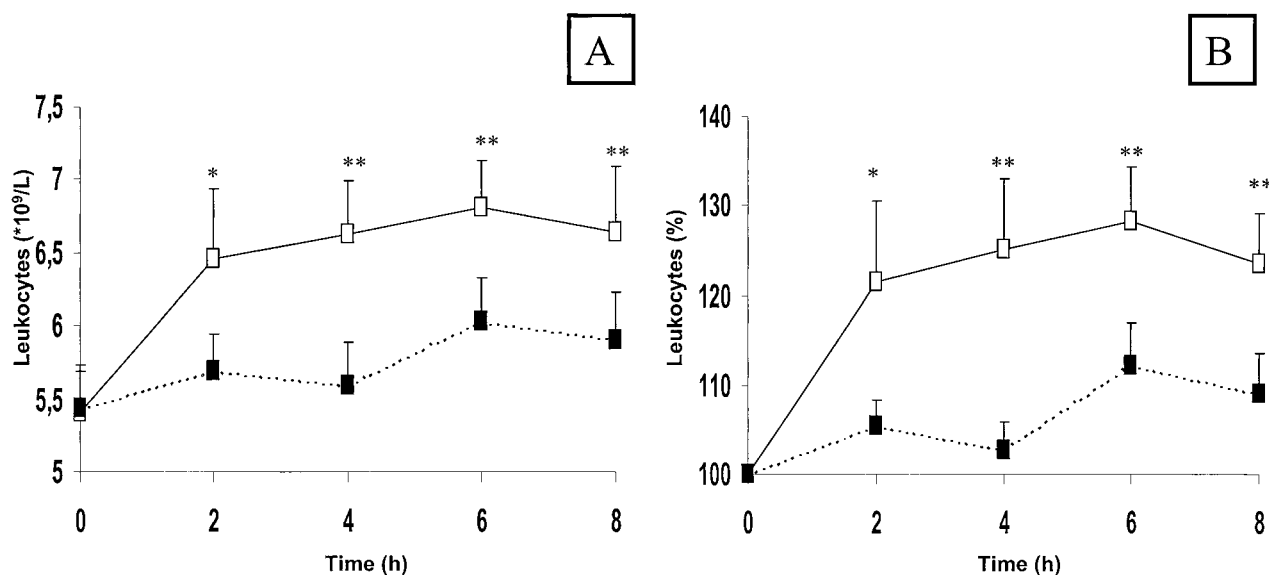 A
7,5
7
6,5
6
5,5
5
Leukocytes (*10⁹/L)
* ** ** **
0 2 4 6 8
Time (h)
B
140
130
120
110
100
Leukocytes (%)
* ** ** **
0 2 4 6 8
Time (h)